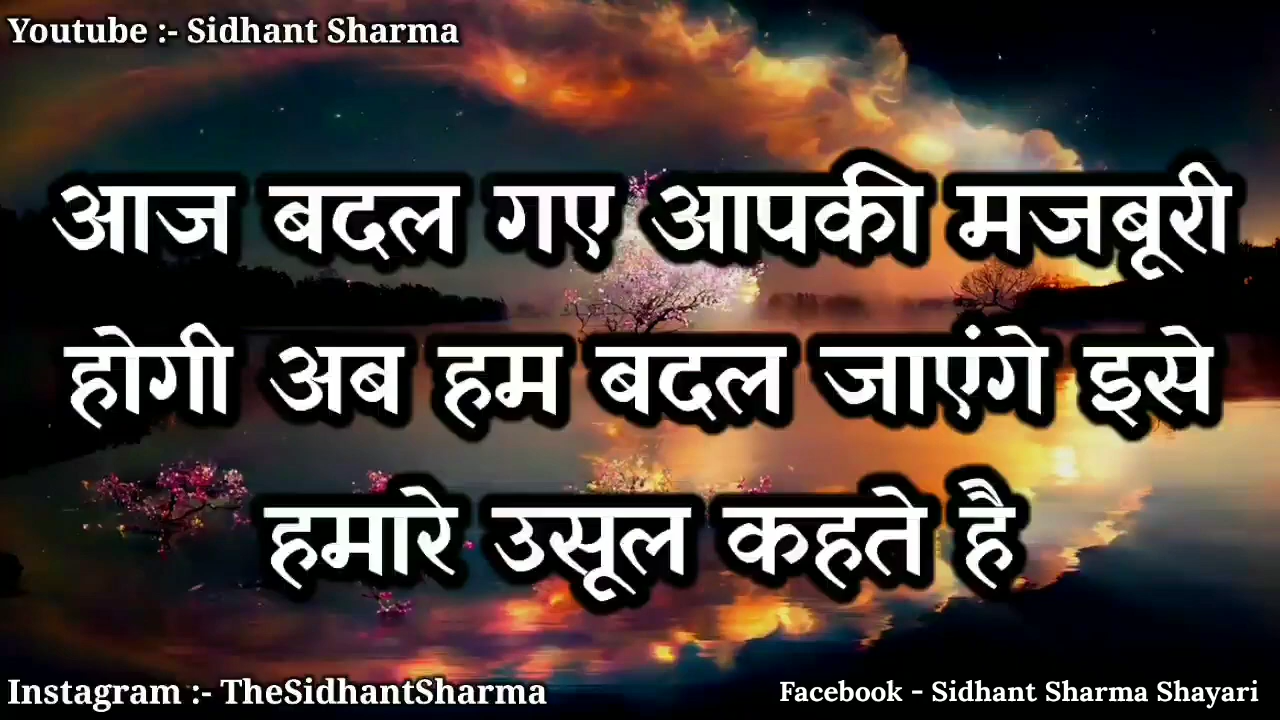 Youtube :- Sidhant Sharma
आज बदल गए आपकी मजबूरी
होगी अब हम बदल जाएंगे इसे
हमारे उसूल कहते है
Instagram :- TheSidhantSharma
Facebook - Sidhant Sharma Shayari